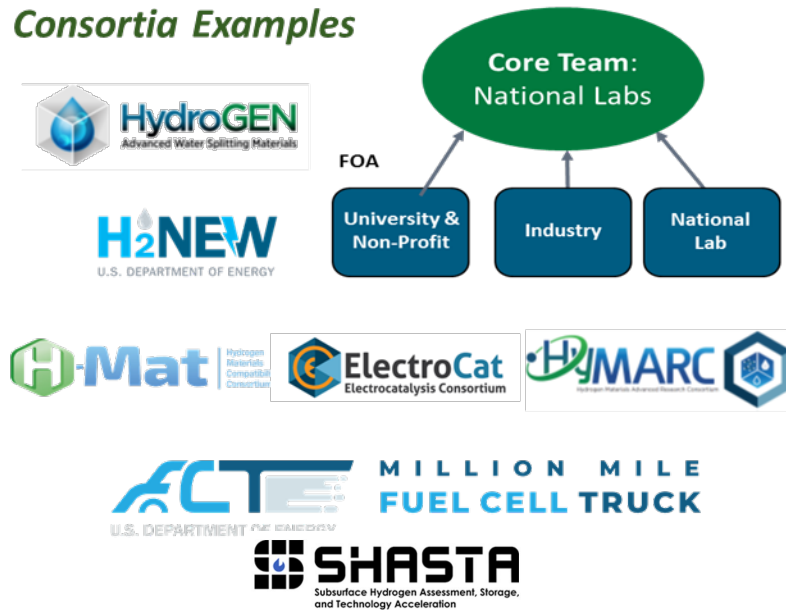 Consortia Examples
Core Team:
National Labs
HydroGEN
Advanced Water Splitting Materials
FOA
University &
Non-Profit
Industry
National
Lab
H2NEW
U.S. DEPARTMENT OF ENERGY
H-Mat
Hydrogen
Materials
Compatibility
Consortium
ElectroCat
Electrocatalysis Consortium
HyMARC
Hydrogen Materials Advanced Research Consortium
FCT
U.S. DEPARTMENT OF ENERGY
MILLION MILE
FUEL CELL TRUCK
SHASTA
Subsurface Hydrogen Assessment, Storage,
and Technology Acceleration